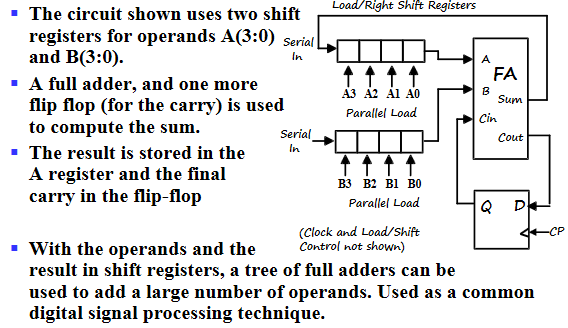 ▪ The circuit shown uses two shift
registers for operands A(3:0)
and B(3:0).
▪ A full adder, and one more
flip flop (for the carry) is used
to compute the sum.
▪ The result is stored in the
A register and the final
carry in the flip-flop
Load/Right Shift Registers
Serial
In
A3 A2 A1 A0
Parallel Load
Serial
In
B3 B2 B1 B0
Parallel Load
(Clock and Load/Shift
Control not shown)
A
FA
B
Sum
Cin
Cout
Q D
CP
▪ With the operands and the
result in shift registers, a tree of full adders can be
used to add a large number of operands. Used as a common
digital signal processing technique.